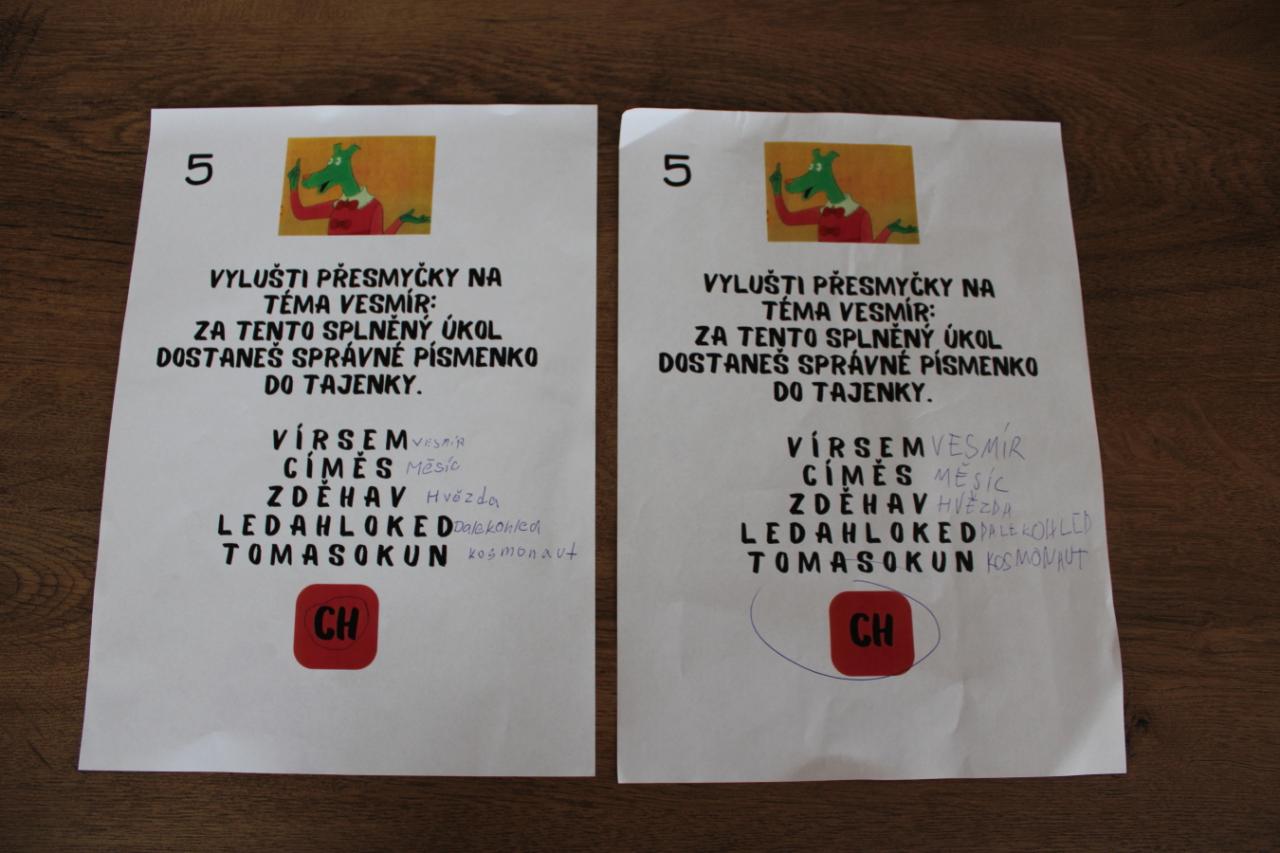 5
VYLUŠTI PŘESMYČKY NA
TÉMA VESMÍR:
ZA TENTO SPLNĚNÝ ÚKOL
DOSTANEŠ SPRÁVNÉ PÍSMENKO
DO TAJENKY.
VÍRSEM VESMÍR
CÍMĚS Měsíc
ZDĚHAV Hvězda
LEDAHLOKED Dalekohled
TOMASOKUN kosmonaut
CH
5
VYLUŠTI PŘESMYČKY NA
TÉMA VESMÍR:
ZA TENTO SPLNĚNÝ ÚKOL
DOSTANEŠ SPRÁVNÉ PÍSMENKO
DO TAJENKY.
VÍRSEM VESMÍR
CÍMĚS MĚSÍC
ZDĚHAV HVĚZDA
LEDAHLOKED DALEKOHLED
TOMASOKUN KOSMONAUT
CH